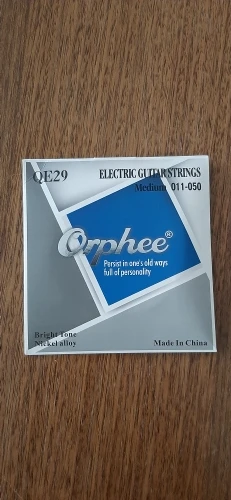 QE29
ELECTRIC GUITAR STRINGS
Medium 011-050
Orphee®
Persist in one's old ways
full of personality
Bright Tone
Nickel alloy
Made In China